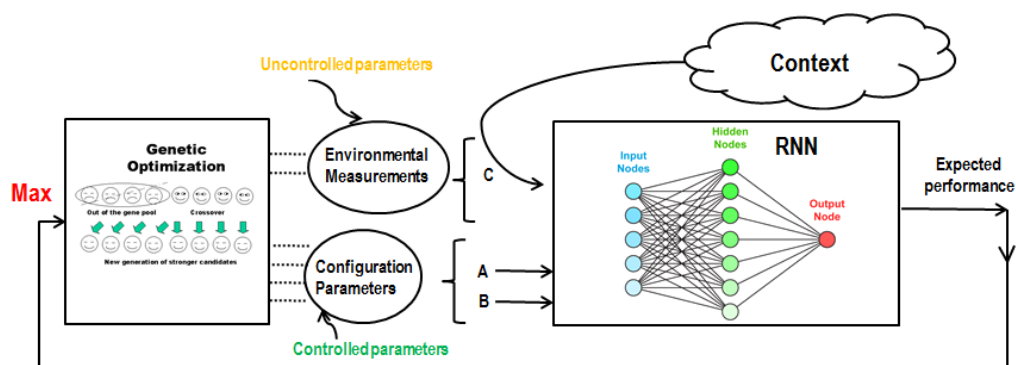 Uncontrolled parameters
Context
Genetic
Optimization
Out of the gene pool
Crossover
New generation of stronger candidates
Max
Environmental
Measurements
C
Configuration
Parameters
A
B
Controlled parameters
Hidden
Nodes
RNN
Input
Nodes
Output
Node
Expected
performance